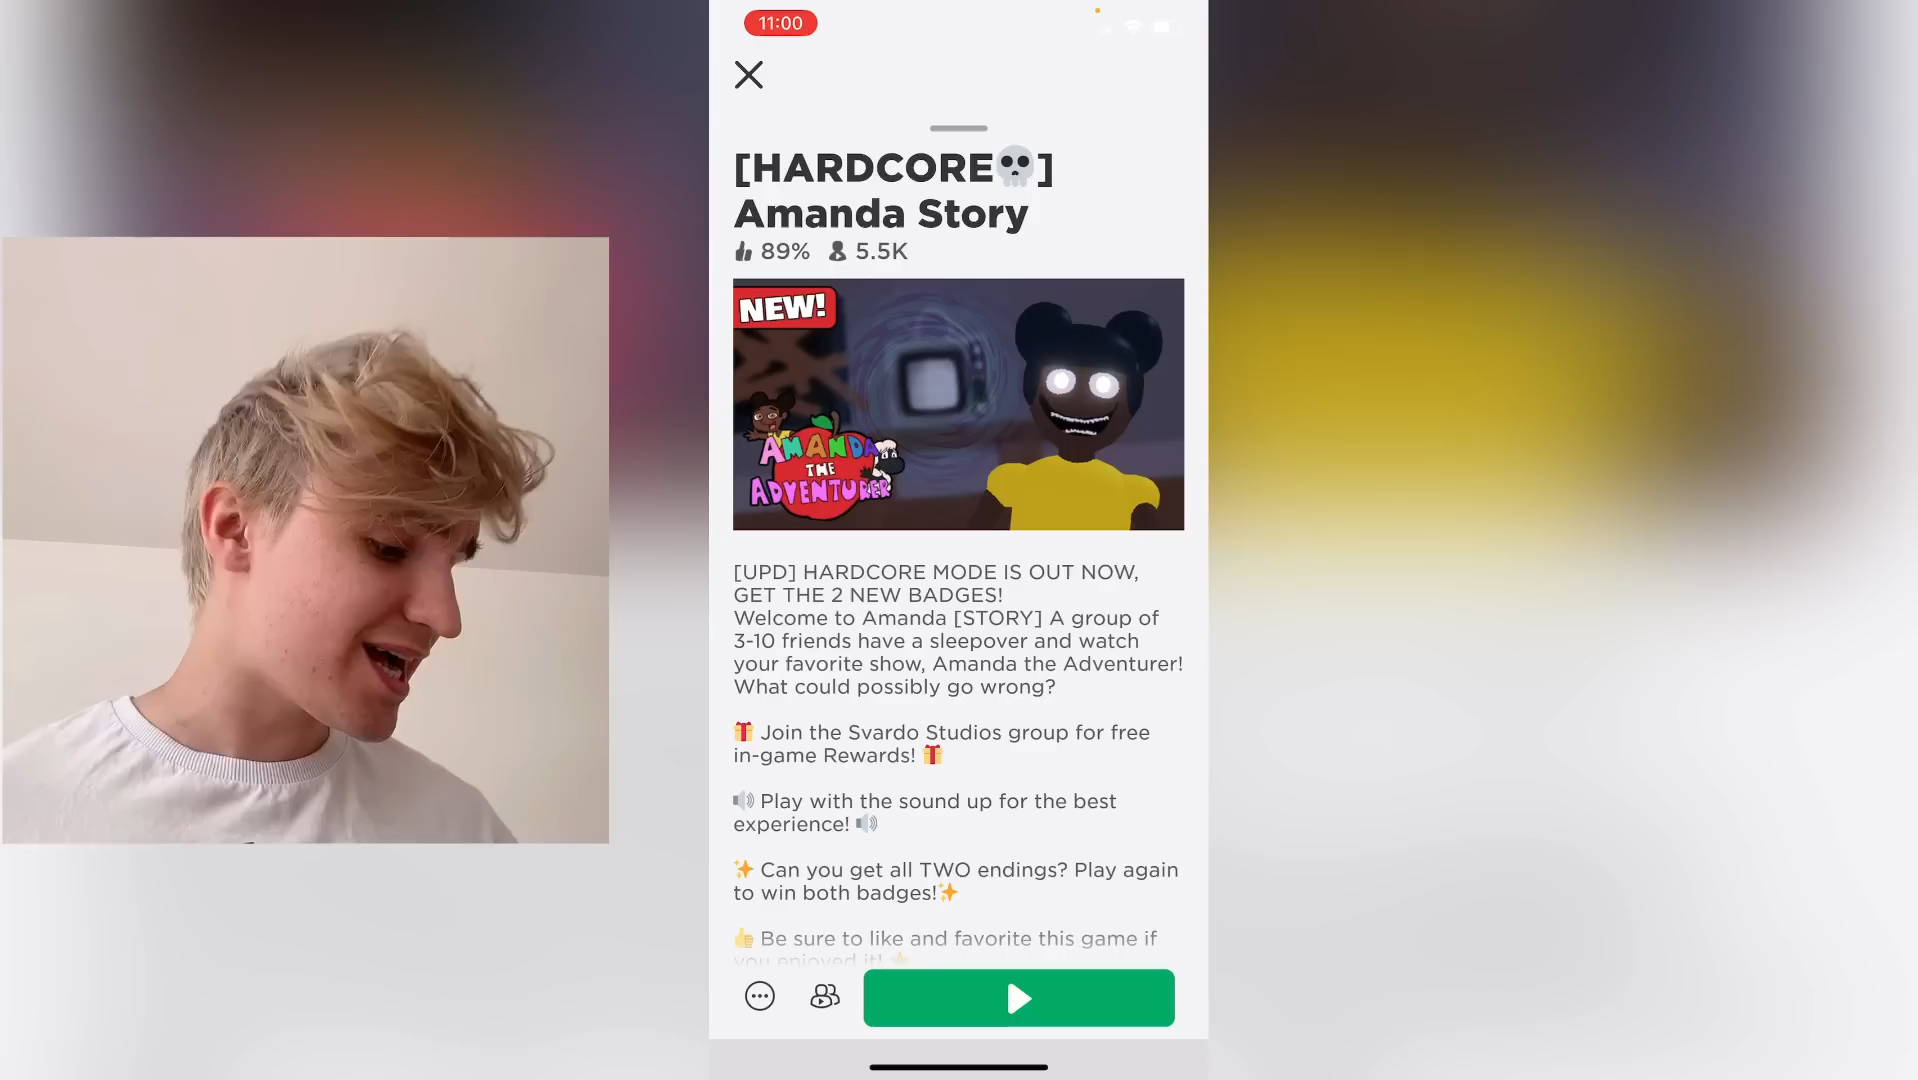 11:00
[HARDCORE💀]
Amanda Story
89% 5.5K
NEW!
AMANDA
THE
ADVENTURER
[UPD] HARDCORE MODE IS OUT NOW,
GET THE 2 NEW BADGES!
Welcome to Amanda [STORY] A group of
3-10 friends have a sleepover and watch
your favorite show, Amanda the Adventurer!
What could possibly go wrong?
🎁 Join the Svardo Studios group for free
in-game Rewards! 🎁
🔊 Play with the sound up for the best
experience! 🔊
✨ Can you get all TWO endings? Play again
to win both badges!✨
👍 Be sure to like and favorite this game if
you enjoyed it! ⭐